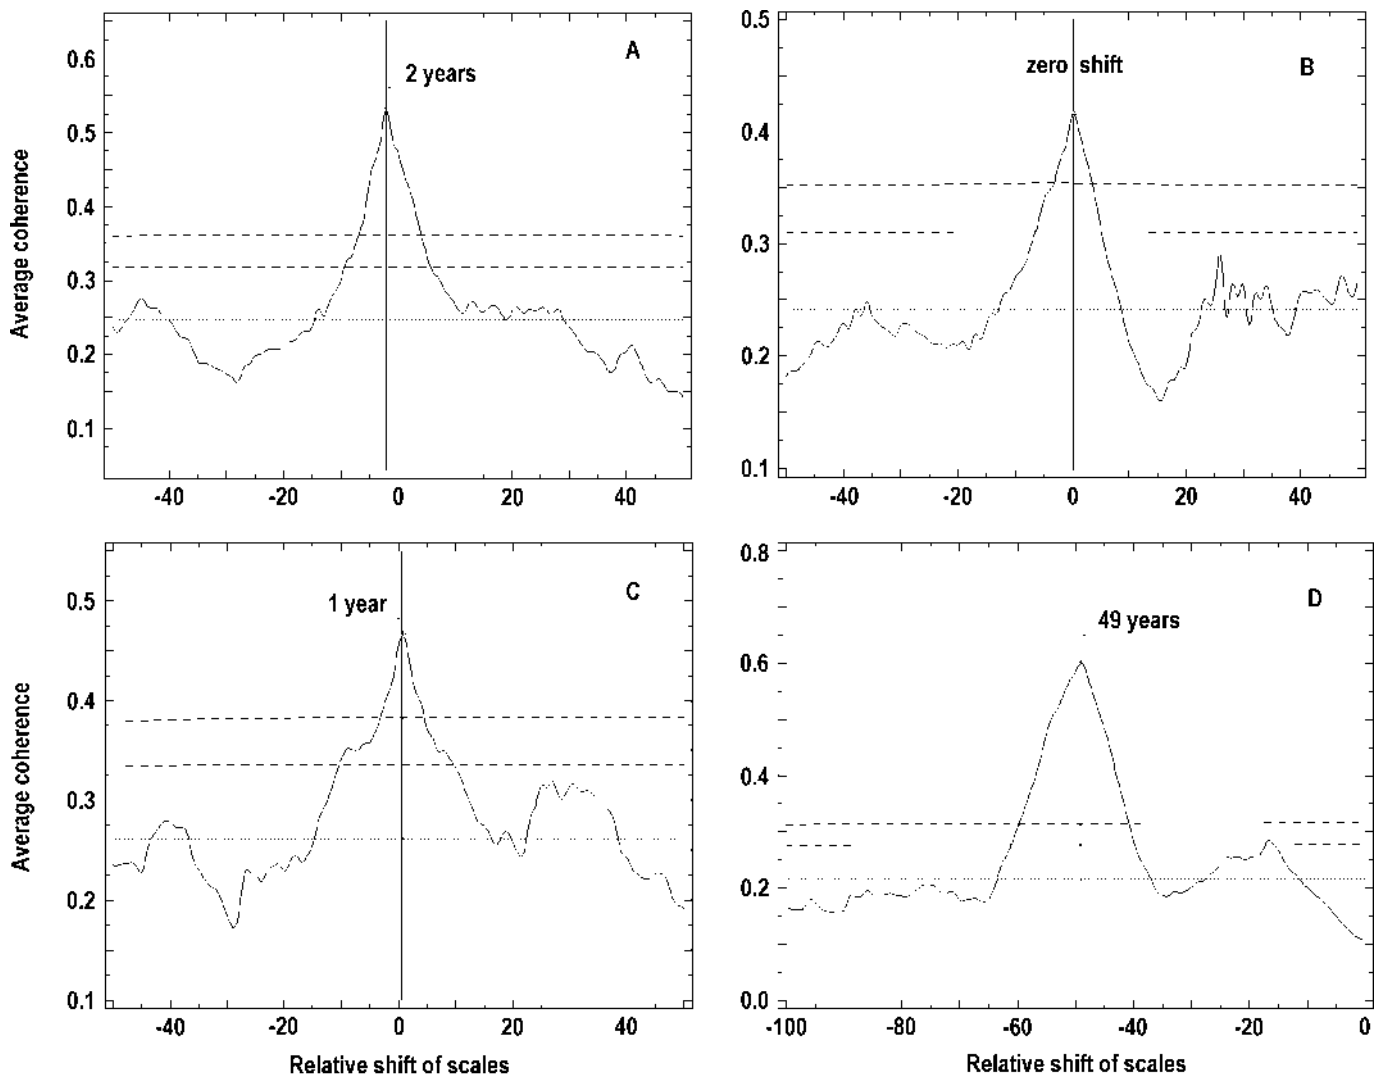 A
2 years
0.6
0.5
0.4
0.3
0.2
0.1
Average coherence
-40 -20 0 20 40
B
zero shift
0.5
0.4
0.3
0.2
0.1
-40 -20 0 20 40
C
1 year
0.5
0.4
0.3
0.2
0.1
Average coherence
-40 -20 0 20 40
Relative shift of scales
D
49 years
0.8
0.6
0.4
0.2
0.0
-100 -80 -60 -40 -20 0
Relative shift of scales